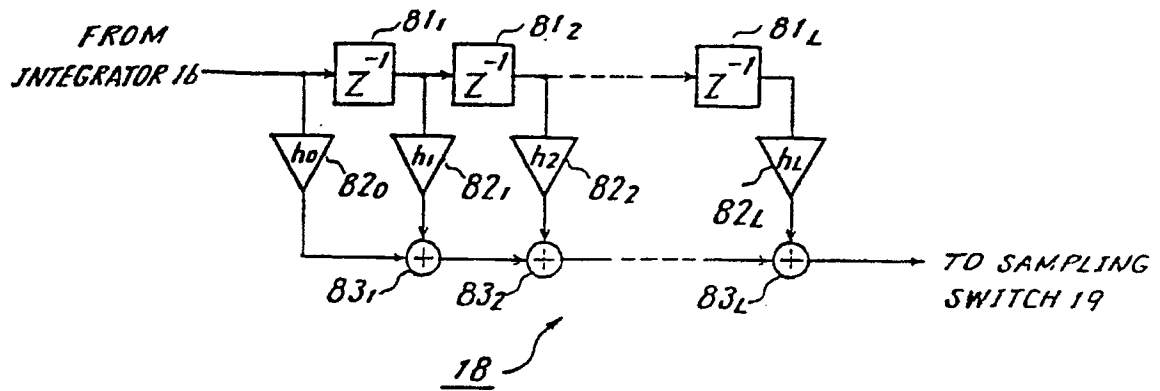 FROM
INTEGRATOR 16
81₁
81₂
81L
Z⁻¹
Z⁻¹
Z⁻¹
h₀
h₁
h₂
hL
82₀
82₁
82₂
82L
+
+
+
83₁
83₂
83L
TO SAMPLING
SWITCH 19
18